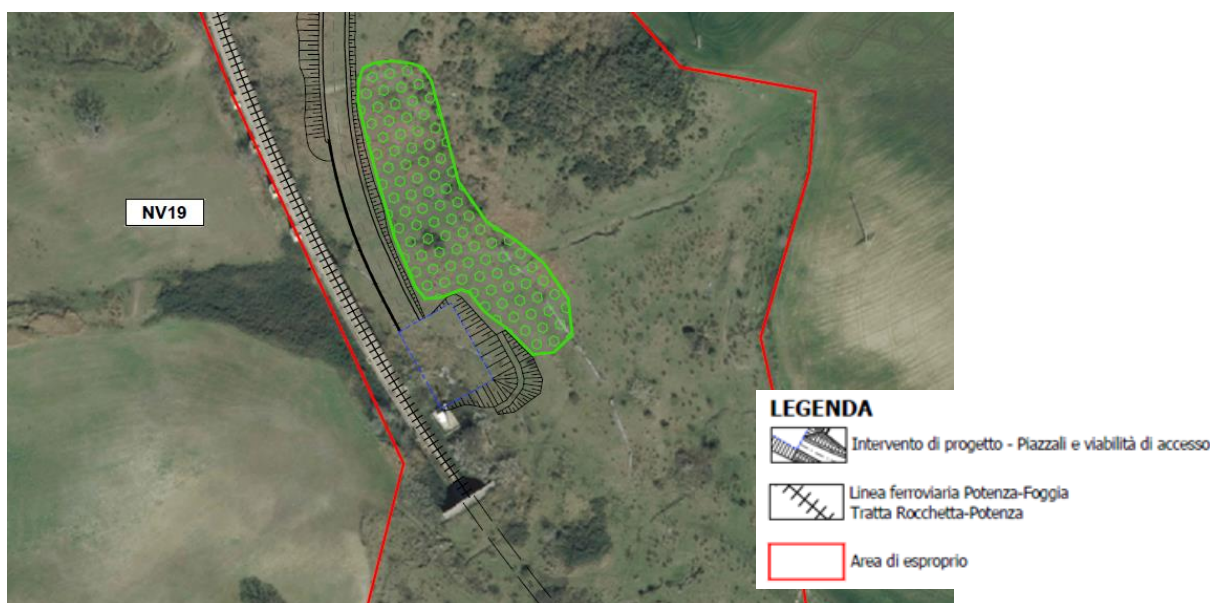 NV19
LEGENDA
Intervento di progetto - Piazzali e viabilità di accesso
Linea ferroviaria Potenza-Foggia
Tratta Rocchetta-Potenza
Area di esproprio